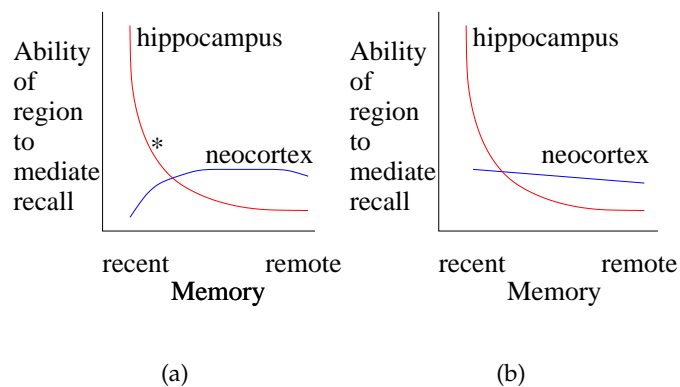 Ability
of
region
to
mediate
recall
hippocampus
*
neocortex
recent remote
Memory
(a)
Ability
of
region
to
mediate
recall
hippocampus
neocortex
recent remote
Memory
(b)